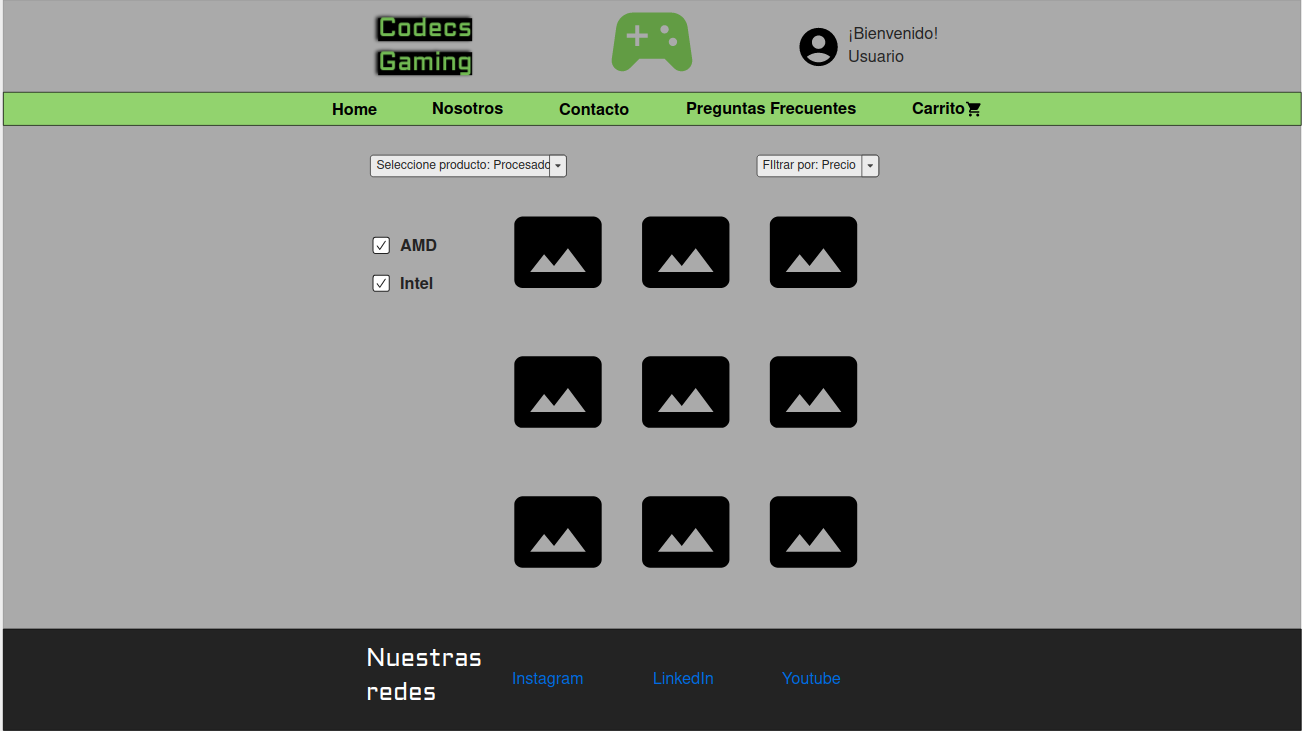 Codecs
Gaming
¡Bienvenido!
Usuario
Home Nosotros Contacto Preguntas Frecuentes Carrito
Seleccione producto: Procesado
FIltrar por: Precio
AMD
Intel
Nuestras
redes
Instagram LinkedIn Youtube